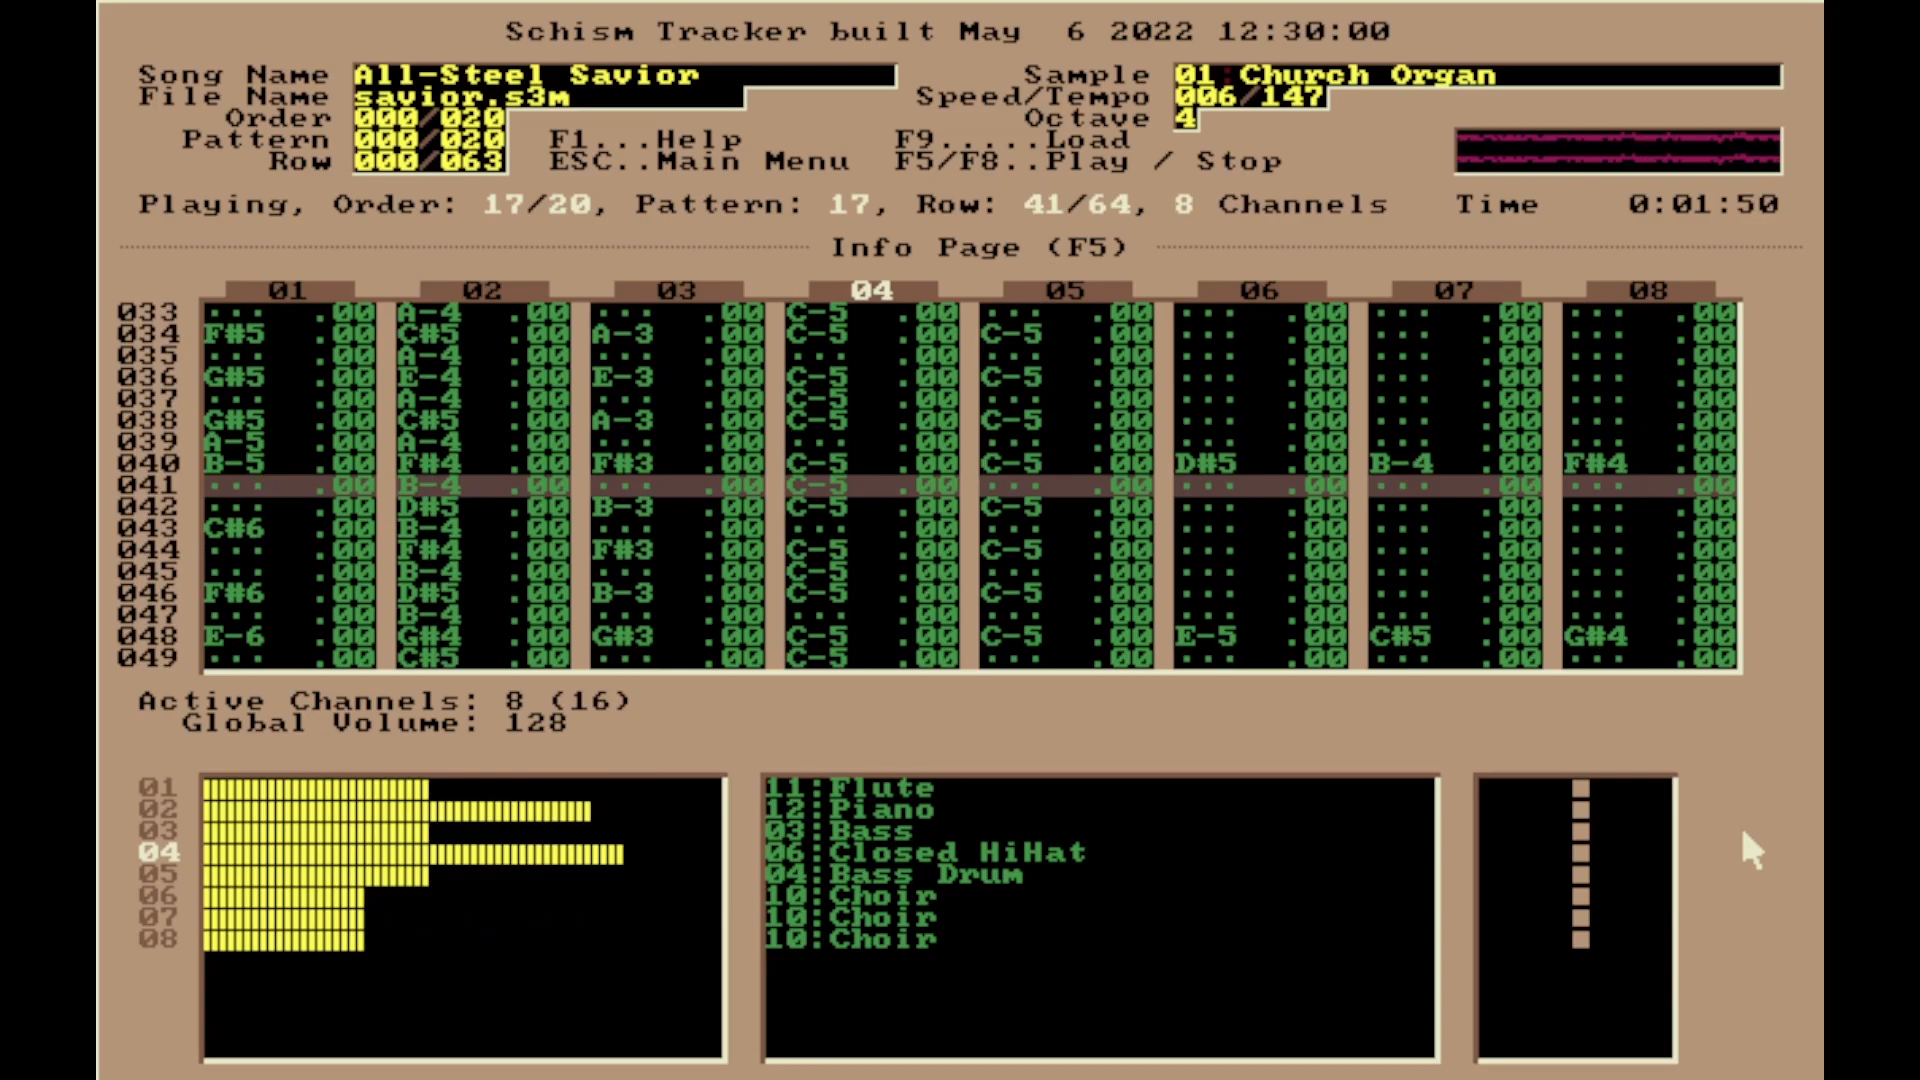 Schism Tracker built May  6 2022 12:30:00
Song Name All-Steel Savior Sample 01:Church Organ
File Name savior.s3m Speed/Tempo 006/147
Order 000/020 Octave 4
Pattern 000/020 F1...Help F9.....Load
Row 000/063 ESC..Main Menu F5/F8..Play / Stop
Playing, Order: 17/20, Pattern: 17, Row: 41/64, 8 Channels Time 0:01:50
Info Page (F5)
01 02 03 04 05 06 07 08
033 ... .00 A-4 .00 ... .00 C-5 .00 ... .00 ... .00 ... .00 ... .00
034 F#5 .00 C#5 .00 A-3 .00 C-5 .00 C-5 .00 ... .00 ... .00 ... .00
035 ... .00 A-4 .00 ... .00 ... .00 ... .00 ... .00 ... .00 ... .00
036 G#5 .00 E-4 .00 E-3 .00 C-5 .00 C-5 .00 ... .00 ... .00 ... .00
037 ... .00 A-4 .00 ... .00 C-5 .00 ... .00 ... .00 ... .00 ... .00
038 G#5 .00 C#5 .00 A-3 .00 C-5 .00 C-5 .00 ... .00 ... .00 ... .00
039 A-5 .00 A-4 .00 ... .00 ... .00 ... .00 ... .00 ... .00 ... .00
040 B-5 .00 F#4 .00 F#3 .00 C-5 .00 C-5 .00 D#5 .00 B-4 .00 F#4 .00
041 ... .00 B-4 .00 ... .00 C-5 .00 ... .00 ... .00 ... .00 ... .00
042 ... .00 D#5 .00 B-3 .00 C-5 .00 C-5 .00 ... .00 ... .00 ... .00
043 C#6 .00 B-4 .00 ... .00 ... .00 ... .00 ... .00 ... .00 ... .00
044 ... .00 F#4 .00 F#3 .00 C-5 .00 C-5 .00 ... .00 ... .00 ... .00
045 ... .00 B-4 .00 ... .00 C-5 .00 ... .00 ... .00 ... .00 ... .00
046 F#6 .00 D#5 .00 B-3 .00 C-5 .00 C-5 .00 ... .00 ... .00 ... .00
047 ... .00 B-4 .00 ... .00 ... .00 ... .00 ... .00 ... .00 ... .00
048 E-6 .00 G#4 .00 G#3 .00 C-5 .00 C-5 .00 E-5 .00 C#5 .00 G#4 .00
049 ... .00 C#5 .00 ... .00 C-5 .00 ... .00 ... .00 ... .00 ... .00
Active Channels: 8 (16)
Global Volume: 128
01 11:Flute
02 12:Piano
03 03:Bass
04 06:Closed HiHat
05 04:Bass Drum
06 10:Choir
07 10:Choir
08 10:Choir